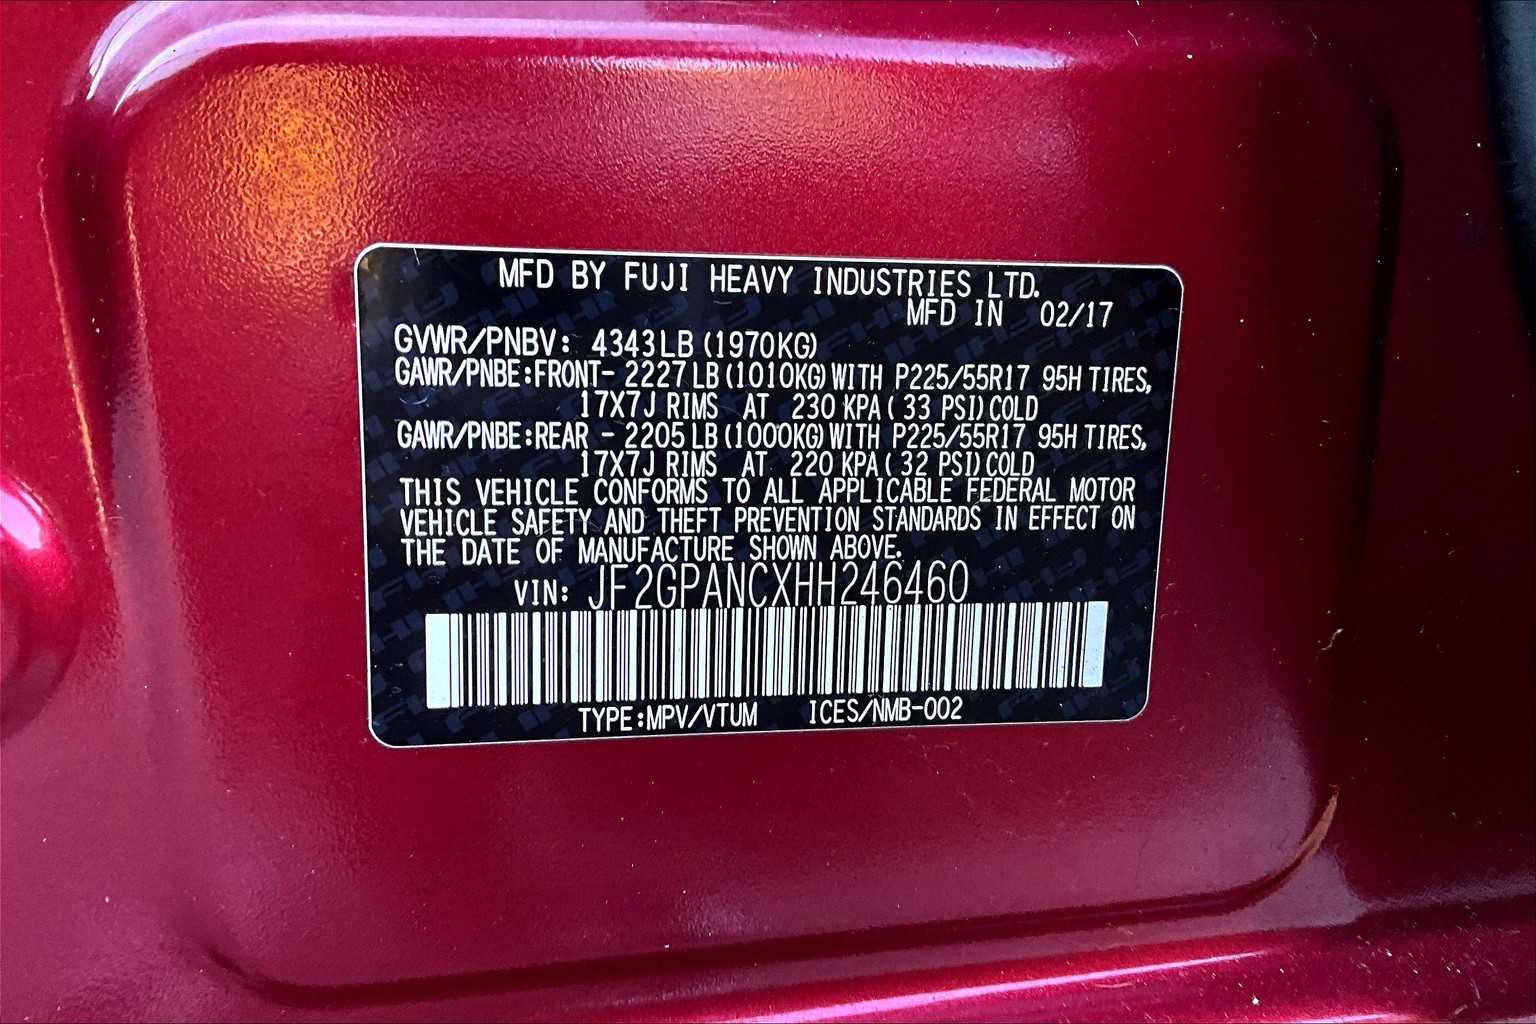 MFD BY FUJI HEAVY INDUSTRIES LTD.
MFD IN 02/17
GVWR/PNBV: 4343LB (1970KG)
GAWR/PNBE:FRONT- 2227LB (1010KG) WITH P225/55R17 95H TIRES,
17X7J RIMS AT 230 KPA ( 33 PSI) COLD
GAWR/PNBE:REAR - 2205LB (1000KG) WITH P225/55R17 95H TIRES,
17X7J RIMS AT 220 KPA ( 32 PSI) COLD
THIS VEHICLE CONFORMS TO ALL APPLICABLE FEDERAL MOTOR
VEHICLE SAFETY AND THEFT PREVENTION STANDARDS IN EFFECT ON
THE DATE OF MANUFACTURE SHOWN ABOVE.
VIN: JF2GPANCXHH246460
TYPE:MPV/VTUM ICES/NMB-002